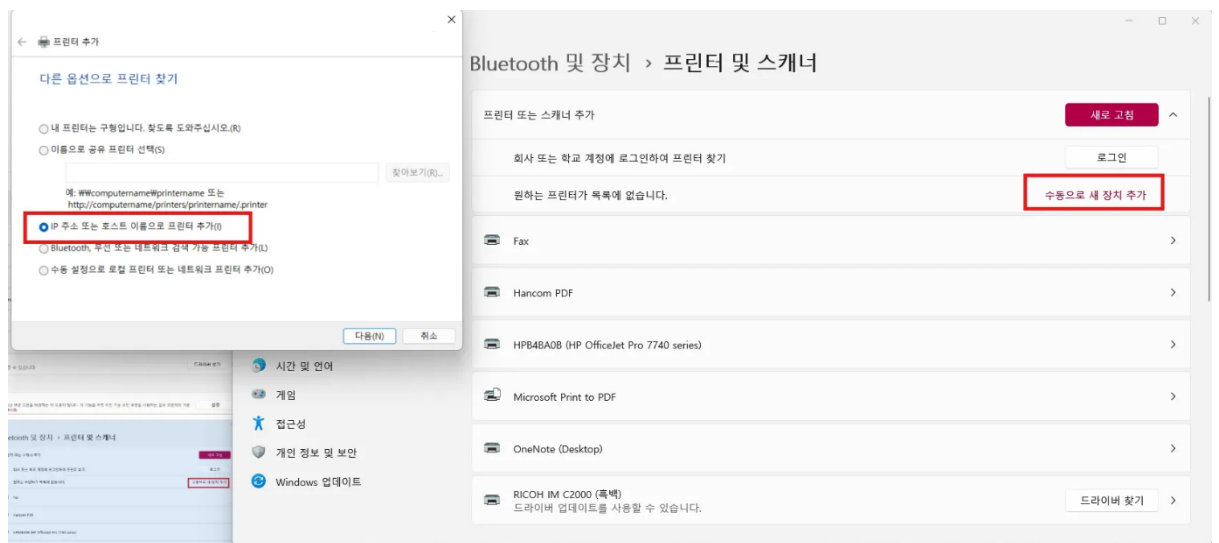 프린터 추가
다른 옵션으로 프린터 찾기
내 프린터는 구형입니다. 찾도록 도와주십시오.(R)
이름으로 공유 프린터 선택(S)
찾아보기(R)...
예: ₩₩computername₩printername 또는
http://computername/printers/printername/.printer
IP 주소 또는 호스트 이름으로 프린터 추가(I)
Bluetooth, 무선 또는 네트워크 검색 가능 프린터 추가(L)
수동 설정으로 로컬 프린터 또는 네트워크 프린터 추가(O)
다음(N)
취소
시간 및 언어
게임
접근성
개인 정보 및 보안
Windows 업데이트
Bluetooth 및 장치 › 프린터 및 스캐너
프린터 또는 스캐너 추가
새로 고침
회사 또는 학교 계정에 로그인하여 프린터 찾기
로그인
원하는 프린터가 목록에 없습니다.
수동으로 새 장치 추가
Fax
Hancom PDF
HPB4BA0B (HP OfficeJet Pro 7740 series)
Microsoft Print to PDF
OneNote (Desktop)
RICOH IM C2000 (흑백)
드라이버 업데이트를 사용할 수 있습니다.
드라이버 찾기